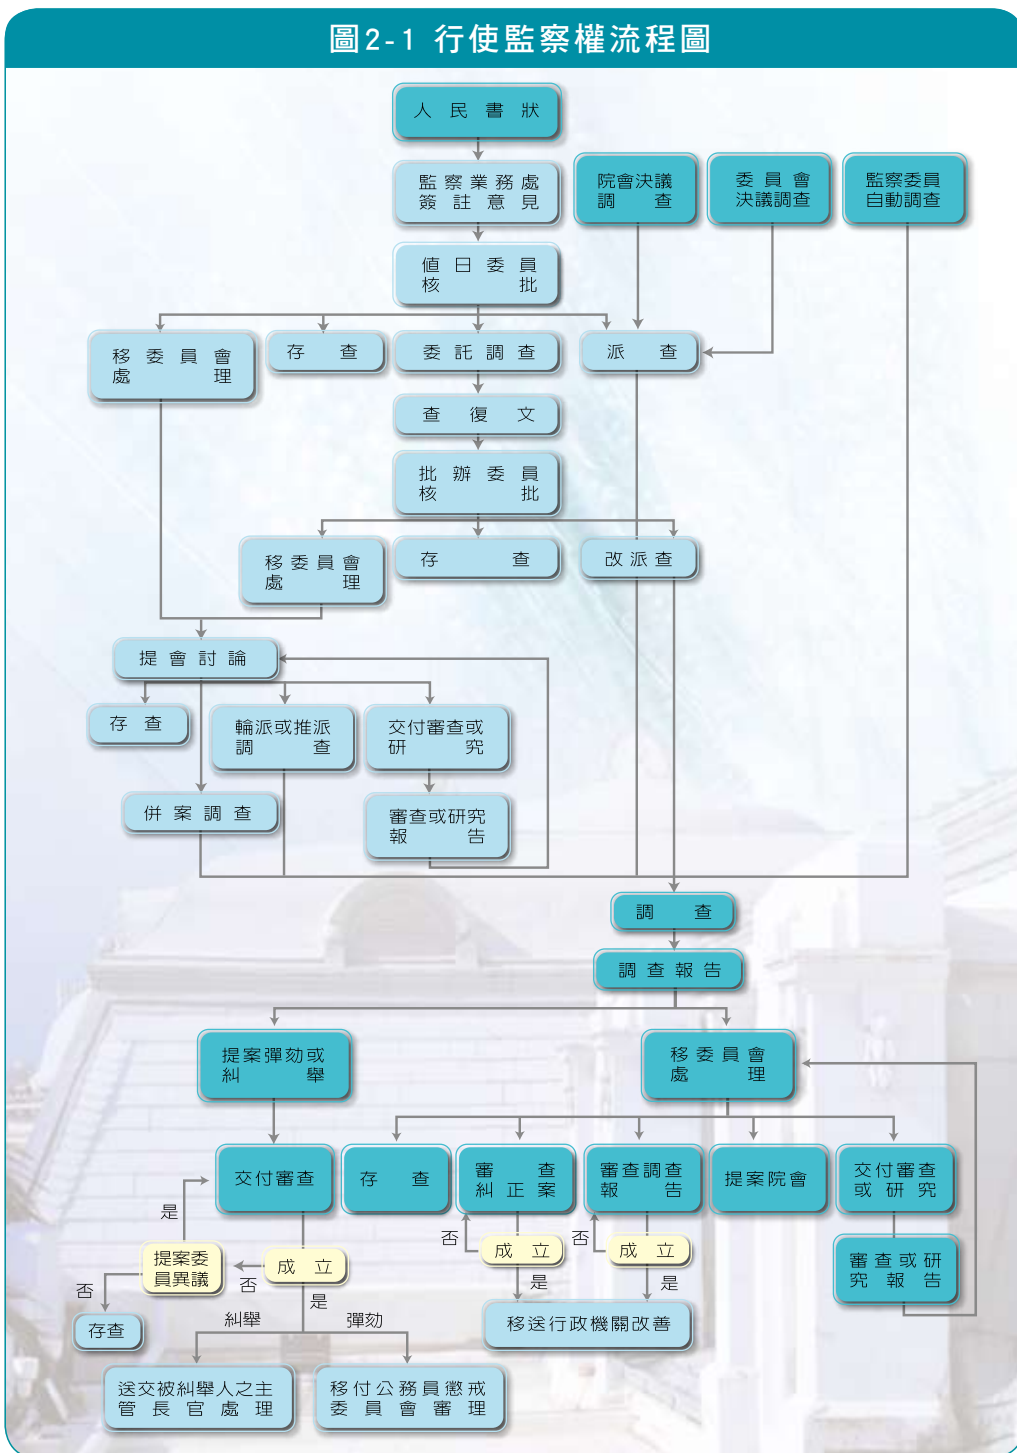 圖2-1 行使監察權流程圖
人民書狀
監察業務處
簽註意見
院會決議
調查
委員會
決議調查
監察委員
自動調查
值日委員
核批
移委員會
處理
存查
委託調查
派查
查復文
批辦委員
核批
移委員會
處理
存查
改派查
提會討論
存查
輪派或推派
調查
交付審查或
研究
併案調查
審查或研究
報告
調查
調查報告
提案彈劾或
糾舉
移委員會
處理
交付審查
存查
審查
糾正案
審查調查
報告
提案院會
交付審查
或研究
是
提案委
員異議
否
成立
否
成立
否
成立
審查或研
究報告
否
是
是
是
存查
糾舉
彈劾
移送行政機關改善
送交被糾舉人之主
管長官處理
移付公務員懲戒
委員會審理